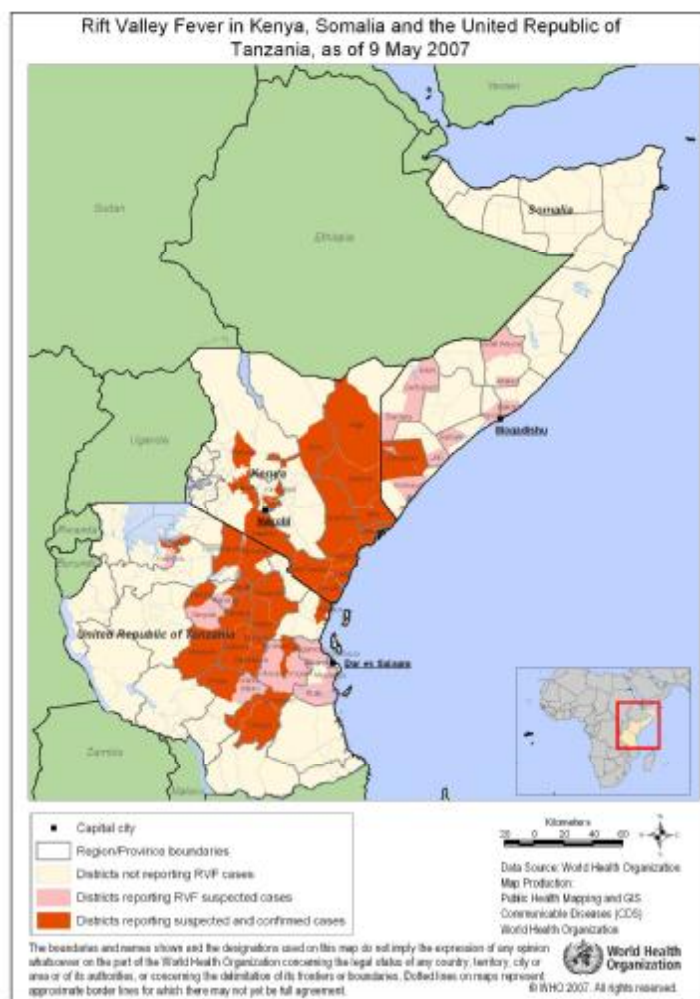 Rift Valley Fever in Kenya, Somalia and the United Republic of
Tanzania, as of 9 May 2007
Yemen
Sudan
Somalia
Ethiopia
Uganda
Mogadishu
Kenya
Nairobi
Rwanda
Burundi
United Republic of Tanzania
Dar es Salaam
Zambia
Malawi
Capital city
Region/Province boundaries
Districts not reporting RVF cases
Districts reporting RVF suspected cases
Districts reporting suspected and confirmed cases
Kilometers
20 0 20 40 60
Data Source: World Health Organization
Map Production:
Public Health Mapping and GIS
Communicable Diseases (CDS)
World Health Organization
The boundaries and names shown and the designations used on this map do not imply the expression of any opinion
whatsoever on the part of the World Health Organization concerning the legal status of any country, territory, city or
area or of its authorities, or concerning the delimitation of its frontiers or boundaries. Dotted lines on maps represent
approximate border lines for which there may not yet be full agreement.
World Health
Organization
© WHO 2007. All rights reserved.